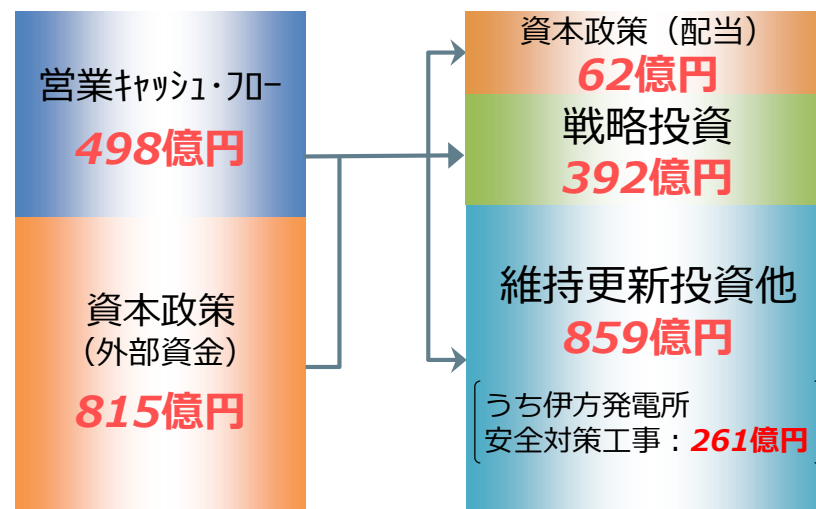 営業ｷｬｯｼｭ･ﾌﾛｰ
498億円
資本政策
（外部資金）
815億円
資本政策（配当）
62億円
戦略投資
392億円
維持更新投資他
859億円
うち伊方発電所
安全対策工事：261億円